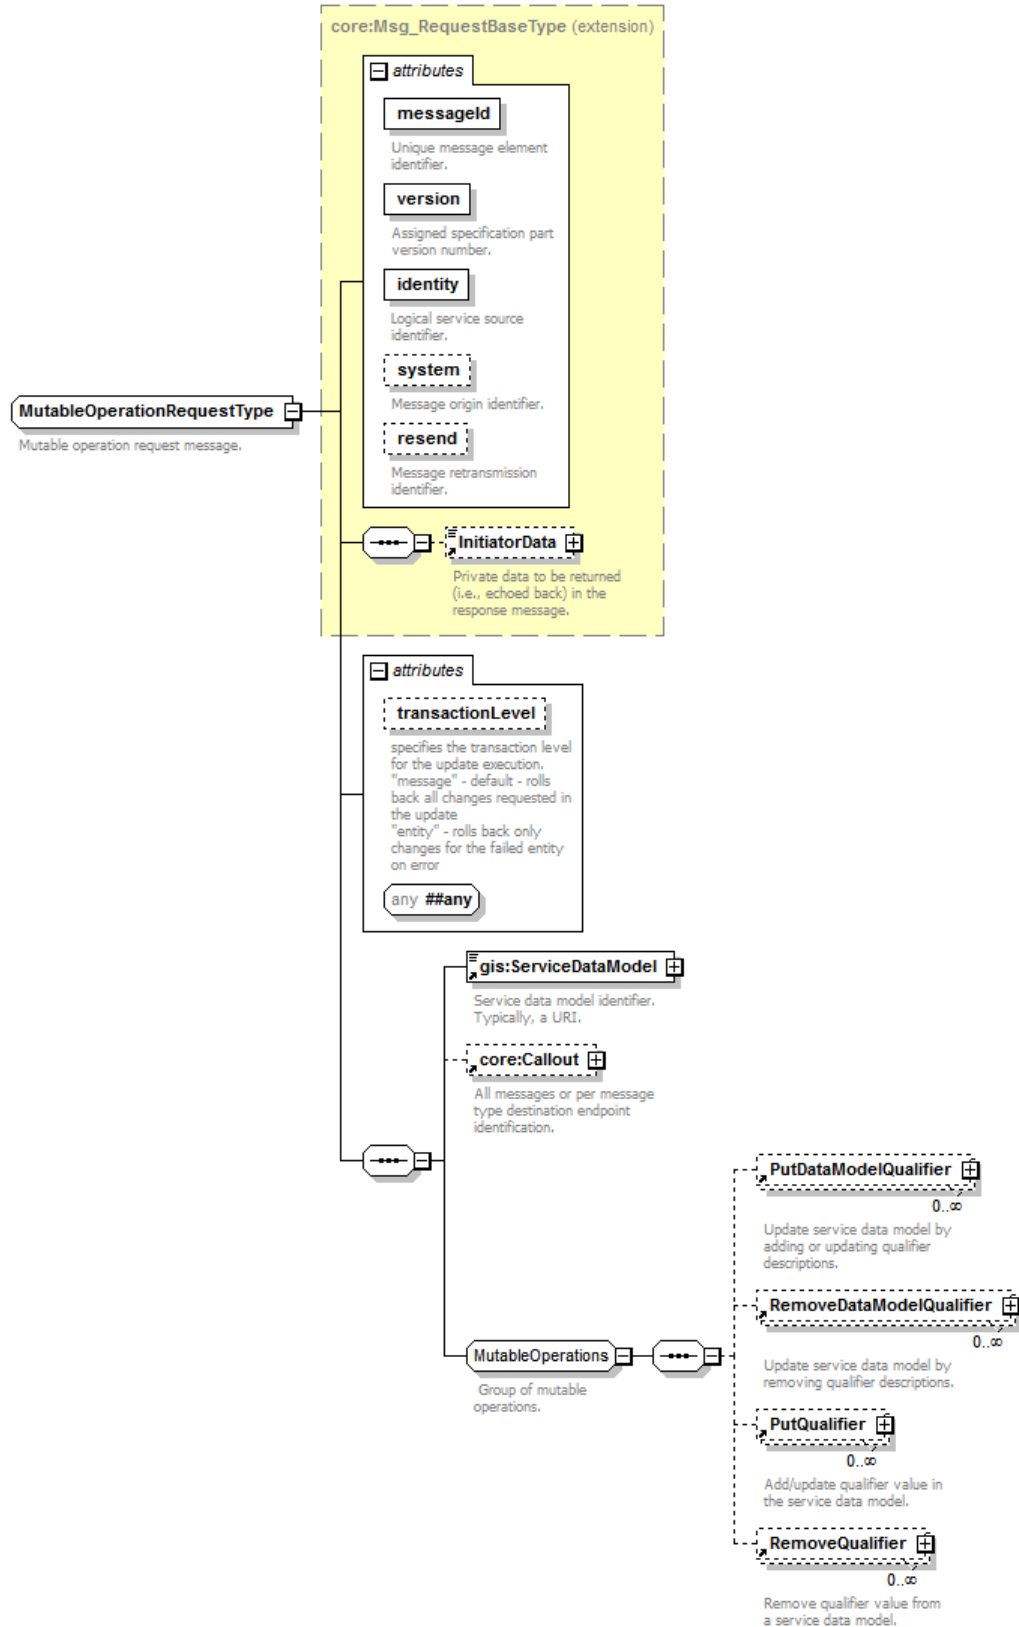 core:Msg_RequestBaseType (extension)
attributes
messageId
Unique message element
identifier.
version
Assigned specification part
version number.
identity
Logical service source
identifier.
system
Message origin identifier.
resend
Message retransmission
identifier.
MutableOperationRequestType
Mutable operation request message.
InitiatorData
Private data to be returned
(i.e., echoed back) in the
response message.
attributes
transactionLevel
specifies the transaction level
for the update execution.
"message" - default - rolls
back all changes requested in
the update
"entity" - rolls back only
changes for the failed entity
on error
any ##any
gis:ServiceDataModel
Service data model identifier.
Typically, a URI.
core:Callout
All messages or per message
type destination endpoint
identification.
MutableOperations
Group of mutable
operations.
PutDataModelQualifier
0..∞
Update service data model by
adding or updating qualifier
descriptions.
RemoveDataModelQualifier
0..∞
Update service data model by
removing qualifier descriptions.
PutQualifier
0..∞
Add/update qualifier value in
the service data model.
RemoveQualifier
0..∞
Remove qualifier value from
a service data model.